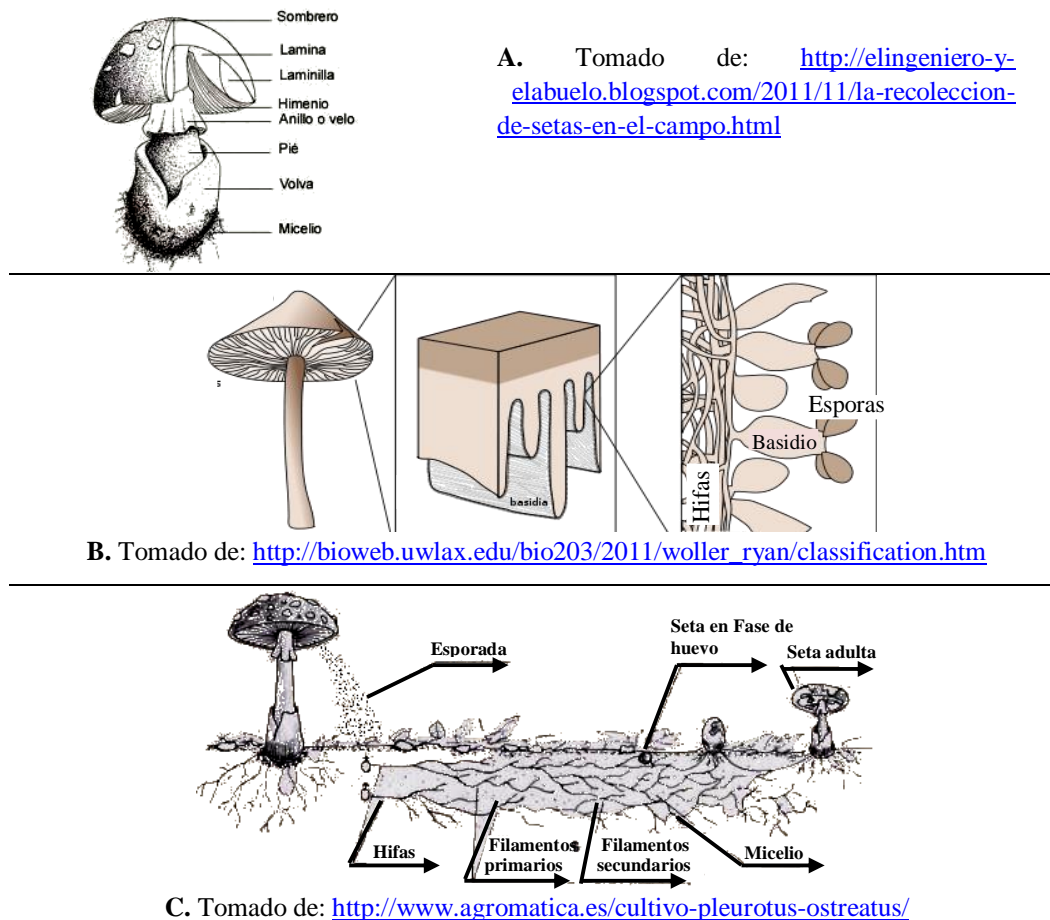 Sombrero
Lamina
Laminilla
Himenio
Anillo o velo
Pié
Volva
Micelio
A. Tomado de: http://elingeniero-y-
elabuelo.blogspot.com/2011/11/la-recoleccion-
de-setas-en-el-campo.html
s
basidia
Esporas
Basidio
Hifas
B. Tomado de: http://bioweb.uwlax.edu/bio203/2011/woller_ryan/classification.htm
Esporada
Seta en Fase de
huevo
Seta adulta
Hifas
Filamentos
primarios
Filamentos
secundarios
Micelio
C. Tomado de: http://www.agromatica.es/cultivo-pleurotus-ostreatus/